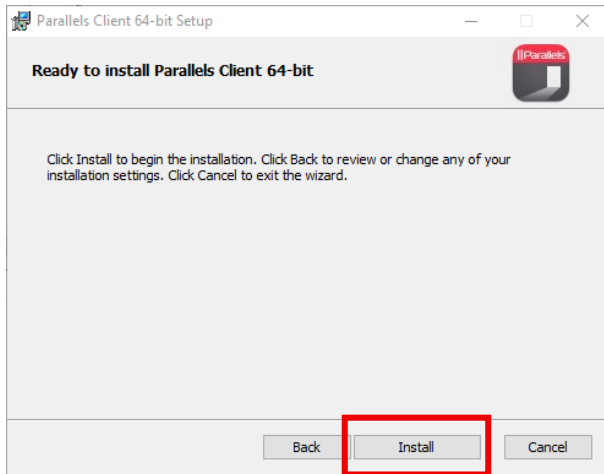 Parallels Client 64-bit Setup
Ready to install Parallels Client 64-bit
||Parallels
Click Install to begin the installation. Click Back to review or change any of your
installation settings. Click Cancel to exit the wizard.
Back Install Cancel